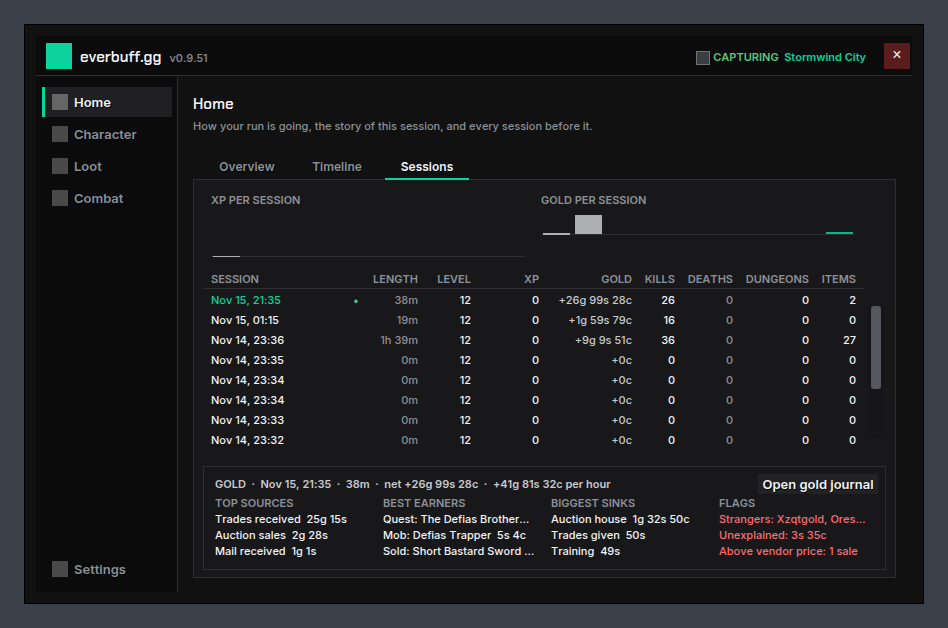 everbuff.gg v0.9.51
CAPTURING Stormwind City ×
Home
Character
Loot
Combat
Settings
Home
How your run is going, the story of this session, and every session before it.
Overview Timeline Sessions
XP PER SESSION GOLD PER SESSION
SESSION LENGTH LEVEL XP GOLD KILLS DEATHS DUNGEONS ITEMS
Nov 15, 21:35 • 38m 12 0 +26g 99s 28c 26 0 0 2
Nov 15, 01:15 19m 12 0 +1g 59s 79c 16 0 0 0
Nov 14, 23:36 1h 39m 12 0 +9g 9s 51c 36 0 0 27
Nov 14, 23:35 0m 12 0 +0c 0 0 0 0
Nov 14, 23:34 0m 12 0 +0c 0 0 0 0
Nov 14, 23:34 0m 12 0 +0c 0 0 0 0
Nov 14, 23:33 0m 12 0 +0c 0 0 0 0
Nov 14, 23:32 0m 12 0 +0c 0 0 0 0
GOLD · Nov 15, 21:35 · 38m · net +26g 99s 28c · +41g 81s 32c per hour Open gold journal
TOP SOURCES BEST EARNERS BIGGEST SINKS FLAGS
Trades received 25g 15s Quest: The Defias Brother... Auction house 1g 32s 50c Strangers: Xzqtgold, Ores...
Auction sales 2g 28s Mob: Defias Trapper 5s 4c Trades given 50s Unexplained: 3s 35c
Mail received 1g 1s Sold: Short Bastard Sword ... Training 49s Above vendor price: 1 sale